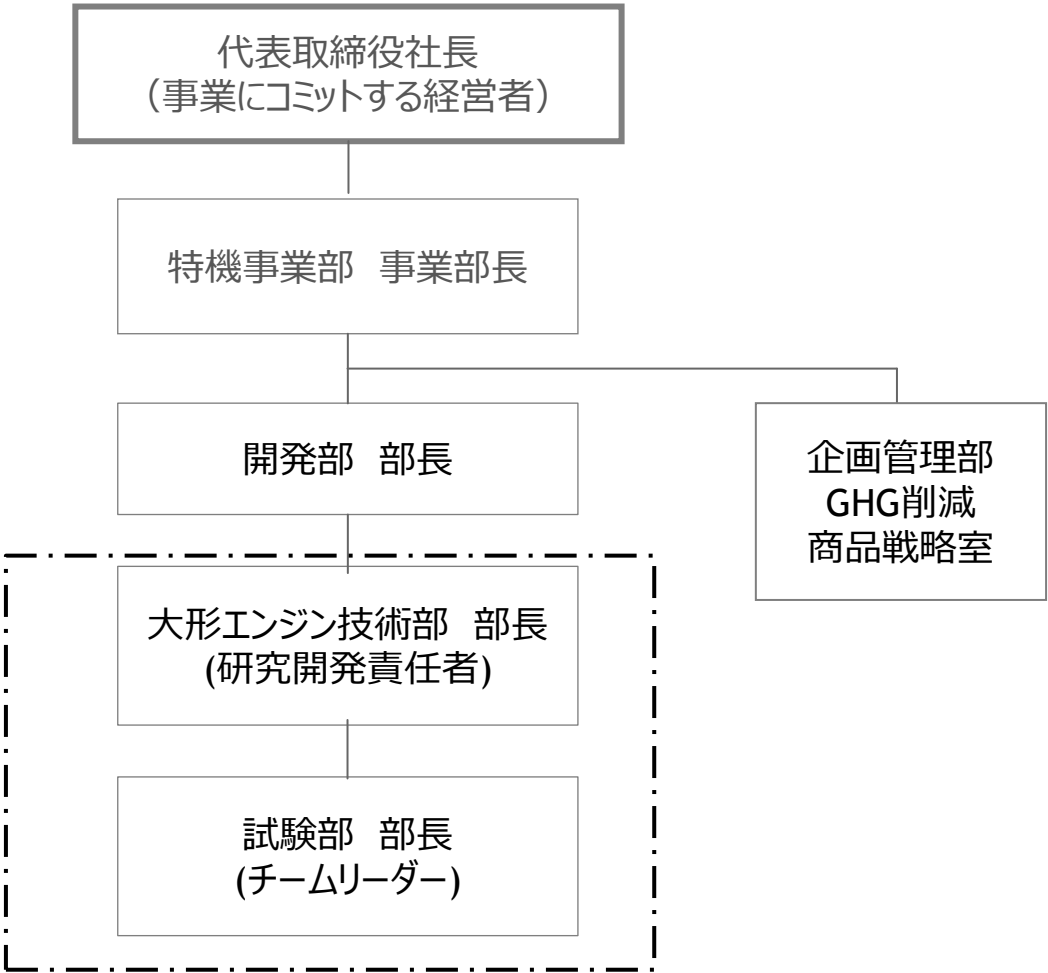 代表取締役社長
（事業にコミットする経営者）
特機事業部　事業部長
開発部　部長
企画管理部
GHG削減
商品戦略室
大形エンジン技術部　部長
(研究開発責任者)
試験部　部長
(チームリーダー)